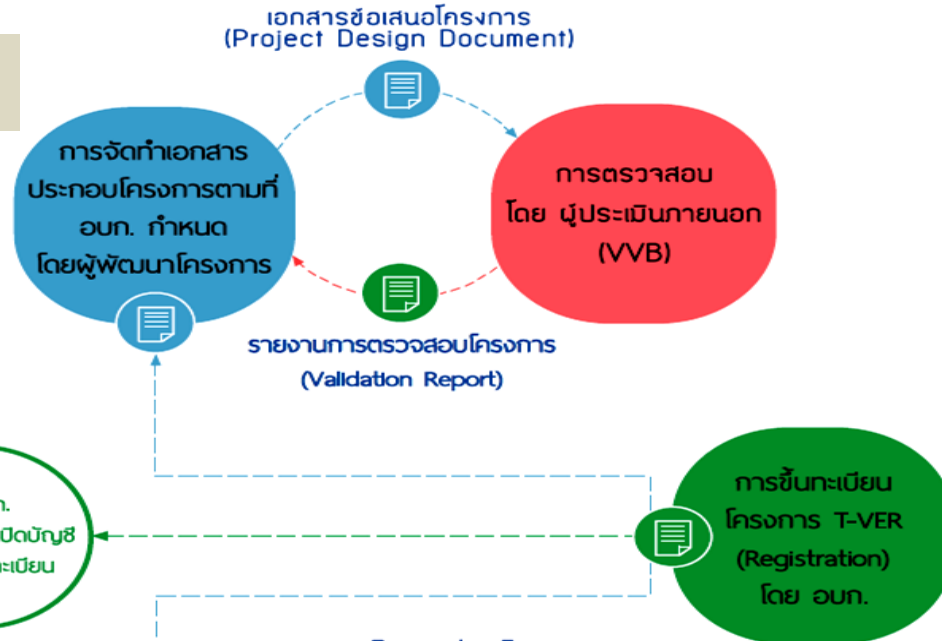 เอกสารข้อเสนอโครงการ
(Project Design Document)
การจัดทำเอกสาร
ประกอบโครงการตามที่
อบก. กำหนด
โดยผู้พัฒนาโครงการ
การตรวจสอบ
โดย ผู้ประเมินภายนอก
(VVB)
รายงานการตรวจสอบโครงการ
(Validation Report)
การขึ้นทะเบียน
โครงการ T-VER
(Registration)
โดย อบก.
ปิดบัญชี